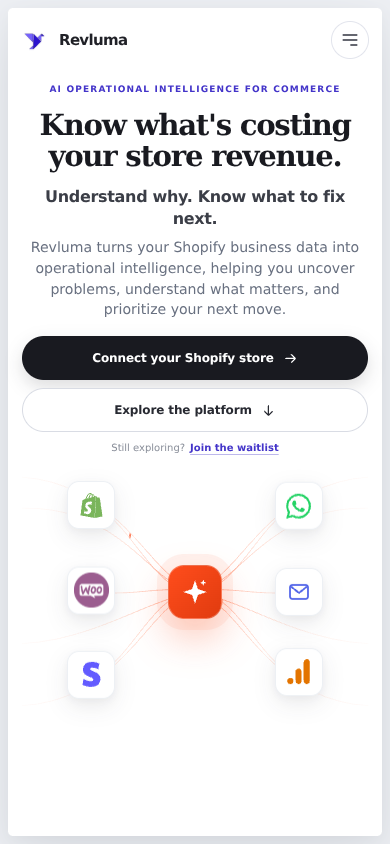 Revluma
AI OPERATIONAL INTELLIGENCE FOR COMMERCE
Know what's costing
your store revenue.
Understand why. Know what to fix
next.
Revluma turns your Shopify business data into
operational intelligence, helping you uncover
problems, understand what matters, and
prioritize your next move.
Connect your Shopify store →
Explore the platform ↓
Still exploring? Join the waitlist
S
WOO
S